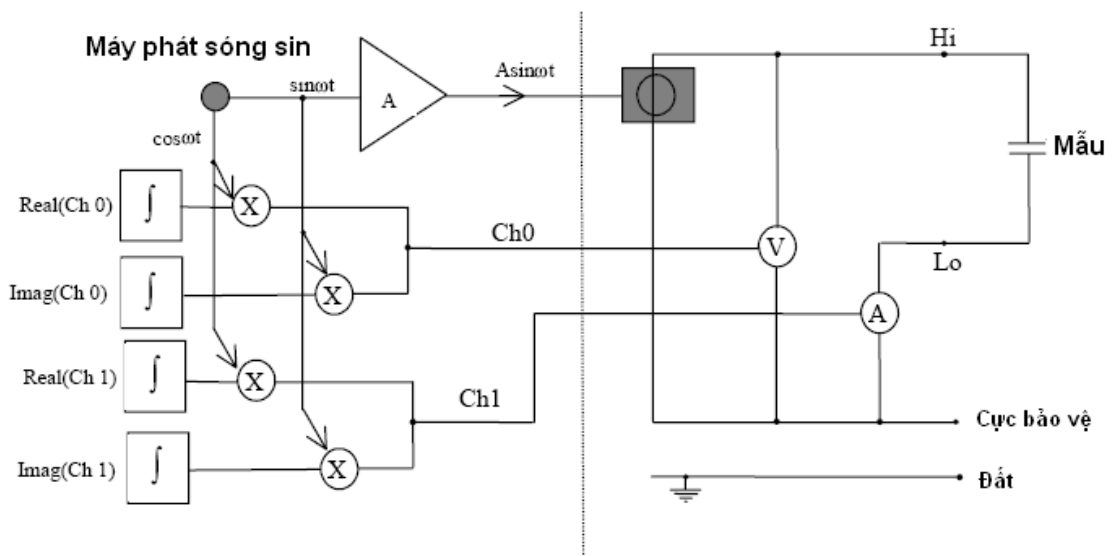 Máy phát sóng sin
Hi
sinωt
A
Asinωt
cosωt
Mẫu
Real(Ch 0)
∫
X
Ch0
V
Lo
Imag(Ch 0)
∫
X
A
Real(Ch 1)
∫
X
Ch1
Cực bảo vệ
Imag(Ch 1)
∫
X
Đất